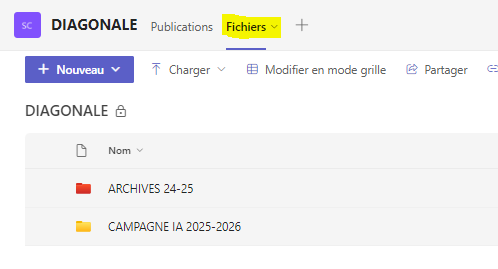 SC DIAGONALE Publications Fichiers
Nouveau Charger Modifier en mode grille Partager
DIAGONALE
Nom
ARCHIVES 24-25
CAMPAGNE IA 2025-2026